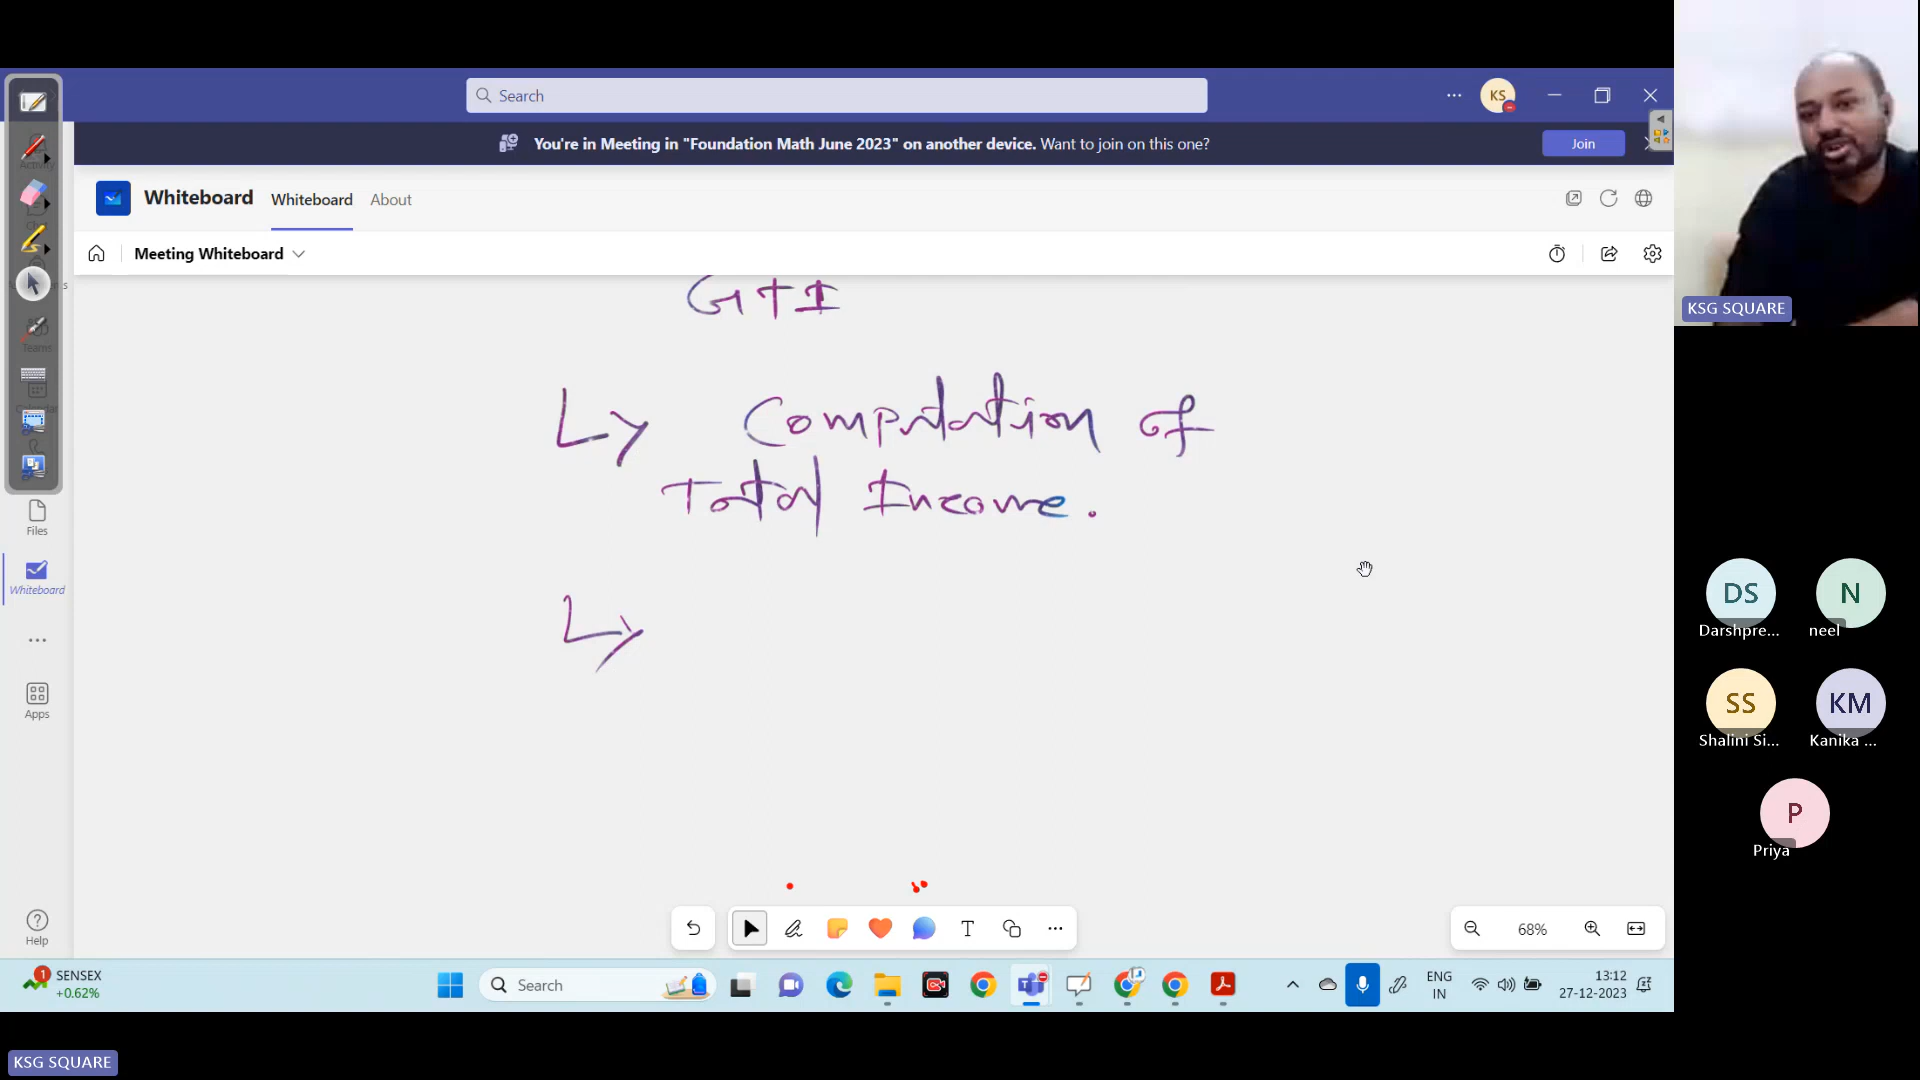 Search
KS
You're in Meeting in "Foundation Math June 2023" on another device. Want to join on this one?
Join
Whiteboard
Whiteboard
About
Meeting Whiteboard
GTI
Computation of
Total Income.
Teams
Files
Whiteboard
Apps
Help
68%
1
SENSEX
+0.62%
Search
ENG
IN
13:12
27-12-2023
KSG SQUARE
DS
Darshpre...
N
neel
SS
Shalini Si...
KM
Kanika ...
P
Priya
KSG SQUARE